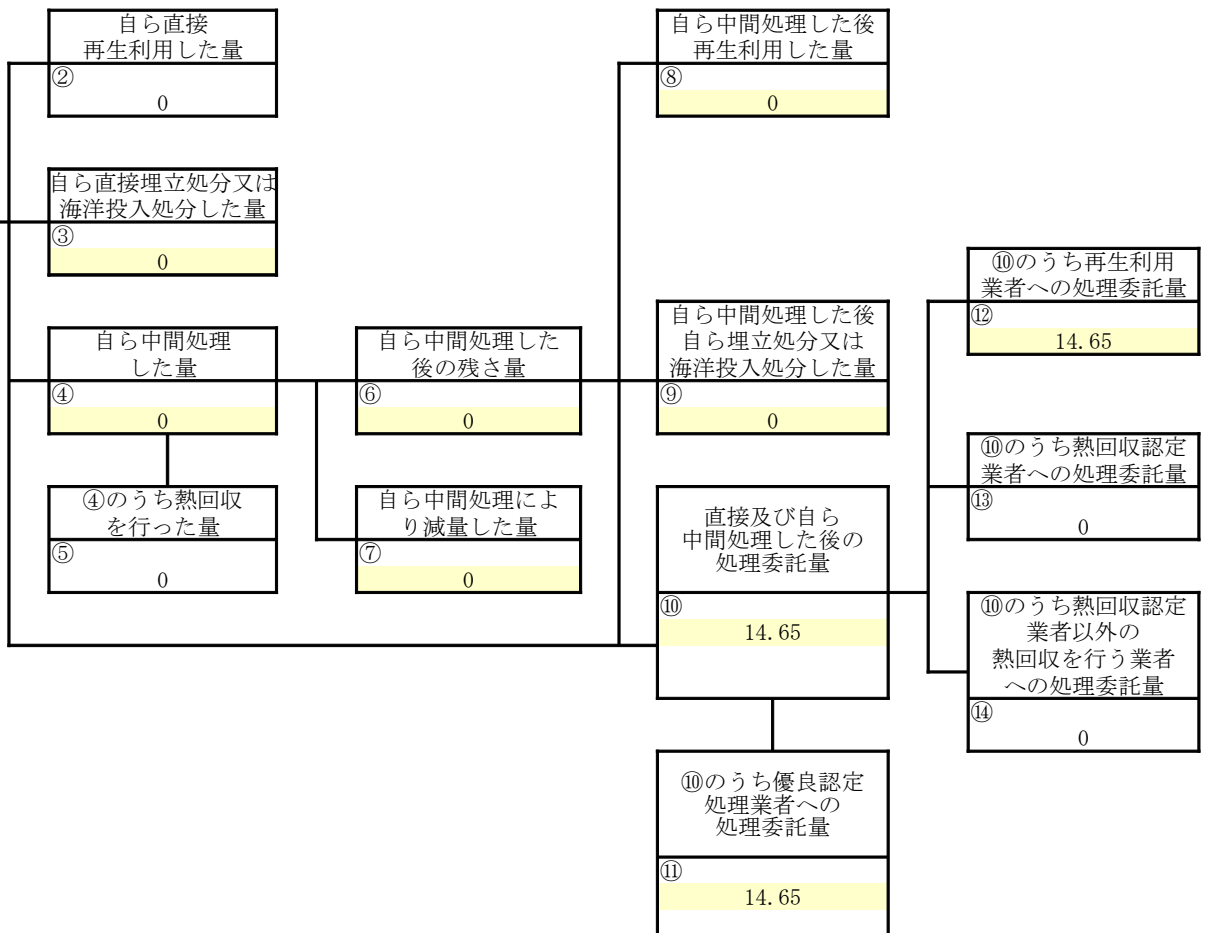 自ら直接
再生利用した量
②
0
自ら中間処理した後
再生利用した量
⑧
0
自ら直接埋立処分又は
海洋投入処分した量
③
0
⑩のうち再生利用
業者への処理委託量
⑫
14.65
自ら中間処理
した量
④
0
自ら中間処理した
後の残さ量
⑥
0
自ら中間処理した後
自ら埋立処分又は
海洋投入処分した量
⑨
0
⑩のうち熱回収認定
業者への処理委託量
⑬
0
④のうち熱回収
を行った量
⑤
0
自ら中間処理によ
り減量した量
⑦
0
直接及び自ら
中間処理した後の
処理委託量
⑩
14.65
⑩のうち熱回収認定
業者以外の
熱回収を行う業者
への処理委託量
⑭
0
⑩のうち優良認定
処理業者への
処理委託量
⑪
14.65